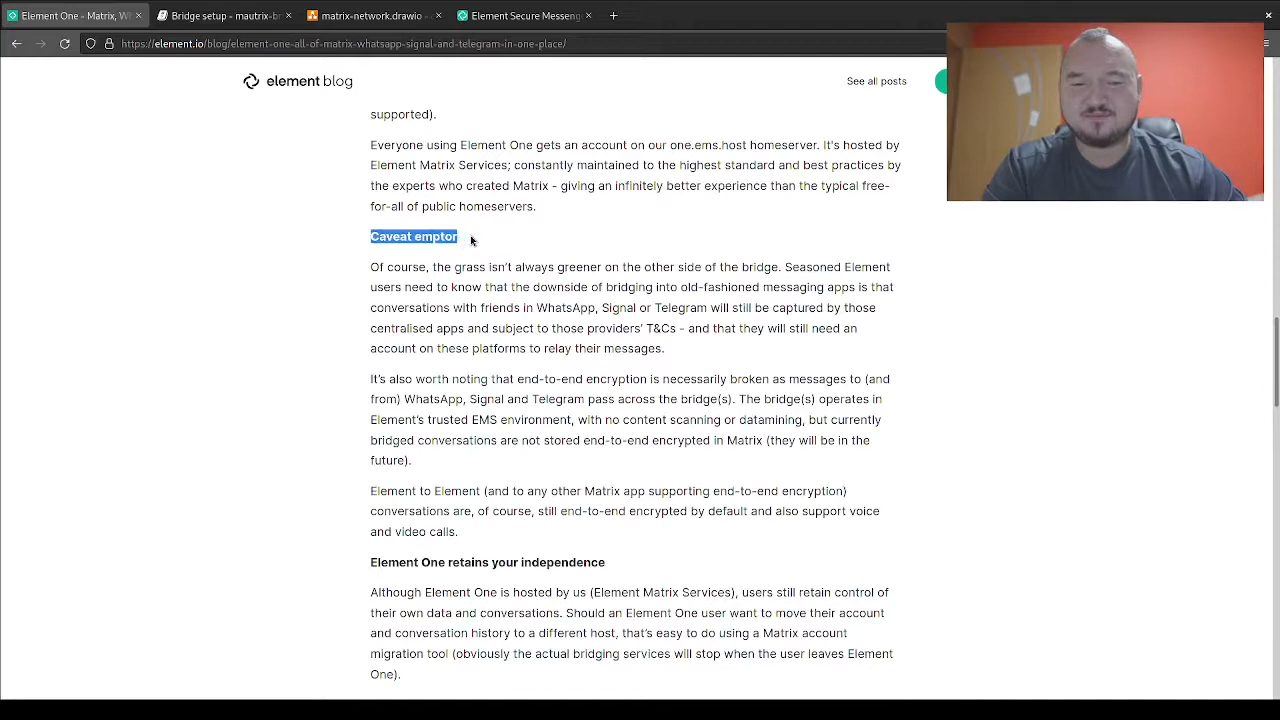 Element One - Matrix, W
Bridge setup - mautrix-br
matrix-network.drawio -
Element Secure Messeng
https://element.io/blog/element-one-all-of-matrix-whatsapp-signal-and-telegram-in-one-place/
element blog
See all posts
supported).
Everyone using Element One gets an account on our one.ems.host homeserver. It's hosted by
Element Matrix Services; constantly maintained to the highest standard and best practices by
the experts who created Matrix - giving an infinitely better experience than the typical free-
for-all of public homeservers.
Caveat emptor
Of course, the grass isn’t always greener on the other side of the bridge. Seasoned Element
users need to know that the downside of bridging into old-fashioned messaging apps is that
conversations with friends in WhatsApp, Signal or Telegram will still be captured by those
centralised apps and subject to those providers’ T&Cs - and that they will still need an
account on these platforms to relay their messages.
It’s also worth noting that end-to-end encryption is necessarily broken as messages to (and
from) WhatsApp, Signal and Telegram pass across the bridge(s). The bridge(s) operates in
Element’s trusted EMS environment, with no content scanning or datamining, but currently
bridged conversations are not stored end-to-end encrypted in Matrix (they will be in the
future).
Element to Element (and to any other Matrix app supporting end-to-end encryption)
conversations are, of course, still end-to-end encrypted by default and also support voice
and video calls.
Element One retains your independence
Although Element One is hosted by us (Element Matrix Services), users still retain control of
their own data and conversations. Should an Element One user want to move their account
and conversation history to a different host, that’s easy to do using a Matrix account
migration tool (obviously the actual bridging services will stop when the user leaves Element
One).